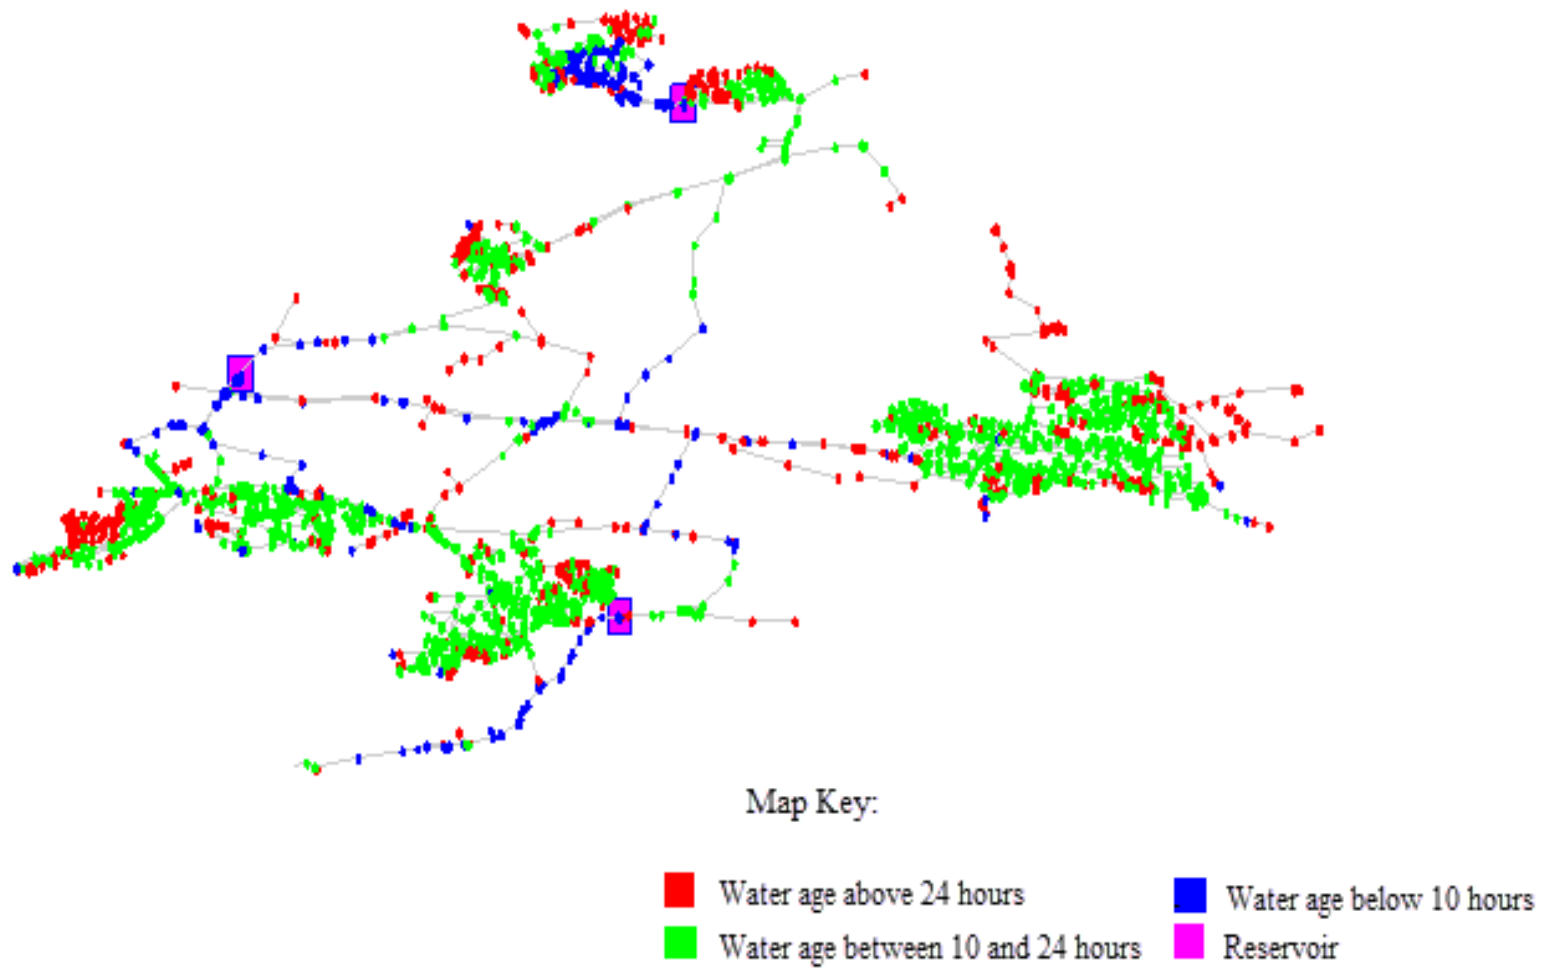 Map Key:
Water age above 24 hours
Water age below 10 hours
Water age between 10 and 24 hours
Reservoir